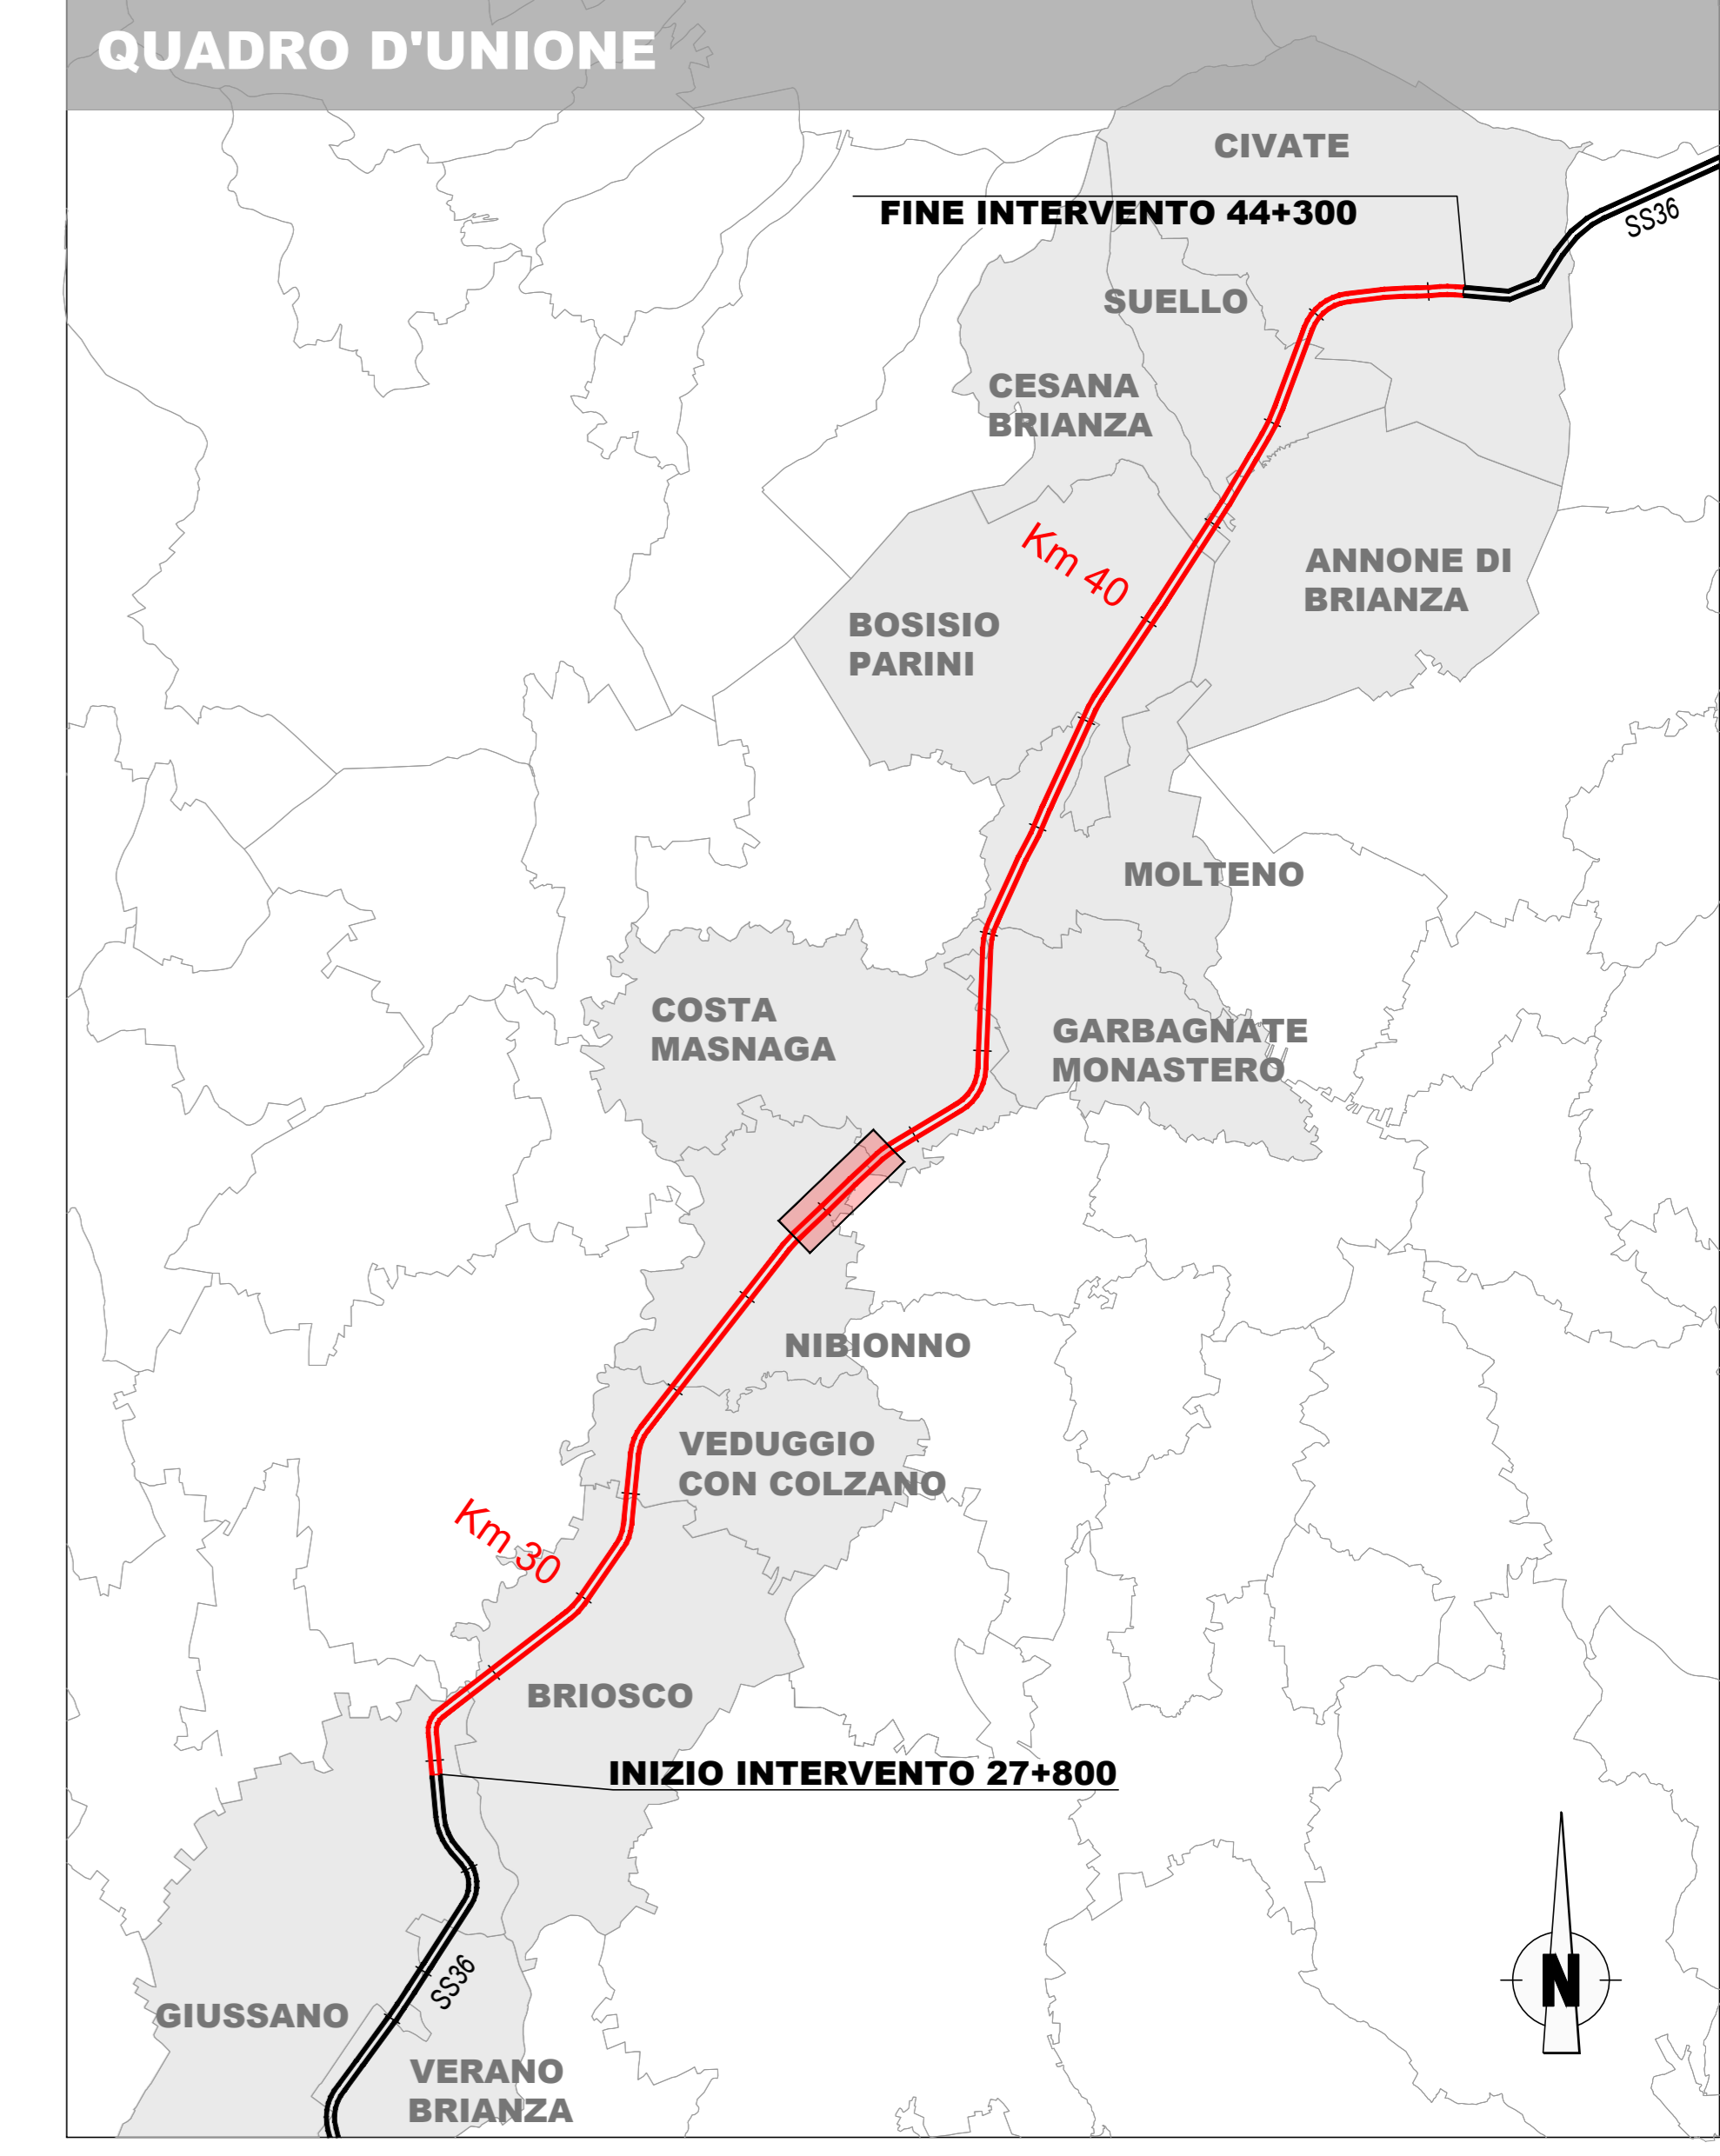 QUADRO D'UNIONE
CIVATE
FINE INTERVENTO 44+300
SS36
SUELLO
CESANA
BRIANZA
Km 40
ANNONE DI
BRIANZA
BOSISIO
PARINI
MOLTENO
COSTA
MASNAGA
GARBAGNATE
MONASTERO
NIBIONNO
VEDUGGIO
CON COLZANO
Km 30
BRIOSCO
INIZIO INTERVENTO 27+800
SS36
N
GIUSSANO
VERANO
BRIANZA